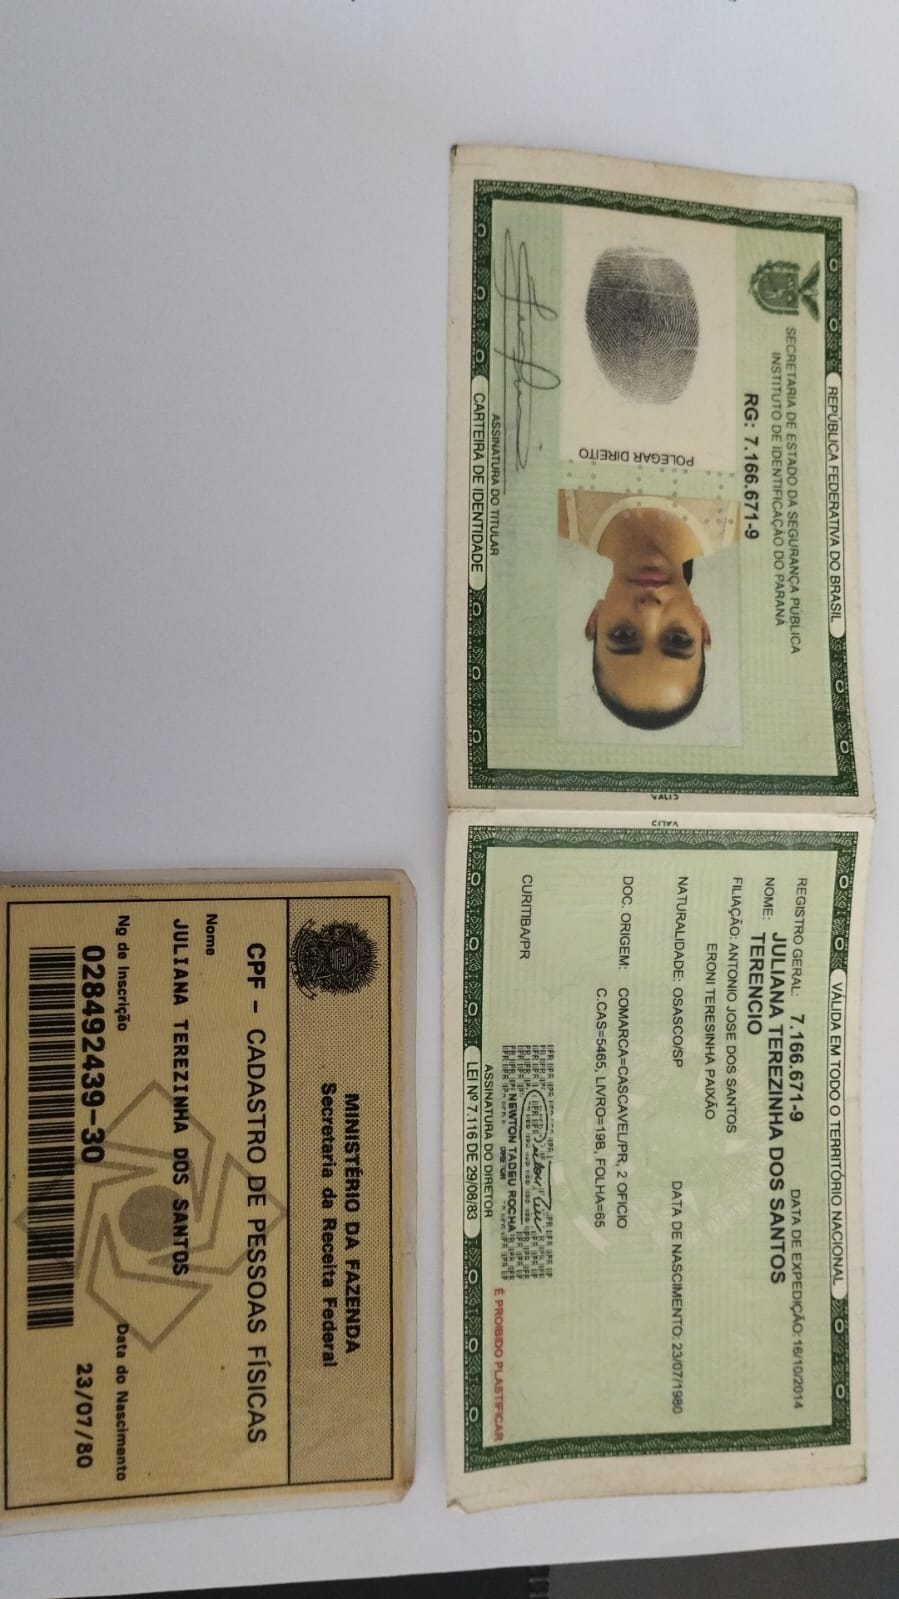 REPÚBLICA FEDERATIVA DO BRASIL
SECRETARIA DE ESTADO DA SEGURANÇA PÚBLICA
INSTITUTO DE IDENTIFICAÇÃO DO PARANÁ
RG: 7.166.671-9
POLEGAR DIREITO
ASSINATURA DO TITULAR
CARTEIRA DE IDENTIDADE
VÁLIDA EM TODO O TERRITÓRIO NACIONAL
REGISTRO GERAL: 7.166.671-9 DATA DE EXPEDIÇÃO: 16/10/2014
NOME: JULIANA TEREZINHA DOS SANTOS
TERENCIO
FILIAÇÃO: ANTONIO JOSE DOS SANTOS
ERONI TERESINHA PAIXÃO
NATURALIDADE: OSASCO/SP DATA DE NASCIMENTO: 23/07/1980
DOC. ORIGEM: COMARCA=CASCAVEL/PR, 2 OFICIO
C.CAS=5465, LIVRO=19B, FOLHA=65
CURITIBA/PR
NEWTON TADEU ROCHA
ASSINATURA DO DIRETOR
É PROIBIDO PLASTIFICAR
LEI Nº 7.116 DE 29/08/83
MINISTÉRIO DA FAZENDA
Secretaria da Receita Federal
CPF - CADASTRO DE PESSOAS FÍSICAS
Nome
JULIANA TEREZINHA DOS SANTOS
Nº de Inscrição Data do Nascimento
028492439-30 23/07/80